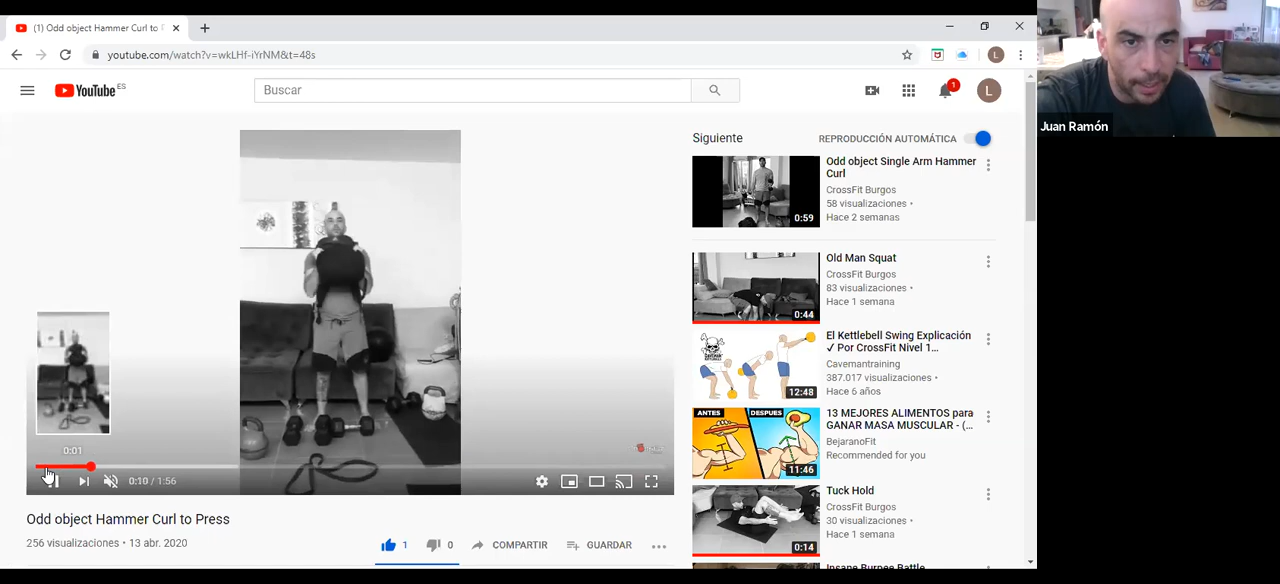 (1) Odd object Hammer Curl to
youtube.com/watch?v=wkLHf-iYrNM&t=48s
L
YouTube ES
Buscar
1
L
Juan Ramón
Siguiente
REPRODUCCIÓN AUTOMÁTICA
Odd object Single Arm Hammer
Curl
CrossFit Burgos
58 visualizaciones •
Hace 2 semanas
0:59
Old Man Squat
CrossFit Burgos
83 visualizaciones •
Hace 1 semana
0:44
El Kettlebell Swing Explicación
✓ Por CrossFit Nivel 1...
Cavemantraining
387.017 visualizaciones •
Hace 6 años
12:48
ANTES
DESPUES
13 MEJORES ALIMENTOS para
GANAR MASA MUSCULAR - (...
BejaranoFit
Recommended for you
11:46
Tuck Hold
CrossFit Burgos
30 visualizaciones •
Hace 1 semana
0:14
Insane Burpee Battle
0:01
0:10 / 1:56
Odd object Hammer Curl to Press
256 visualizaciones • 13 abr. 2020
1
0
COMPARTIR
GUARDAR